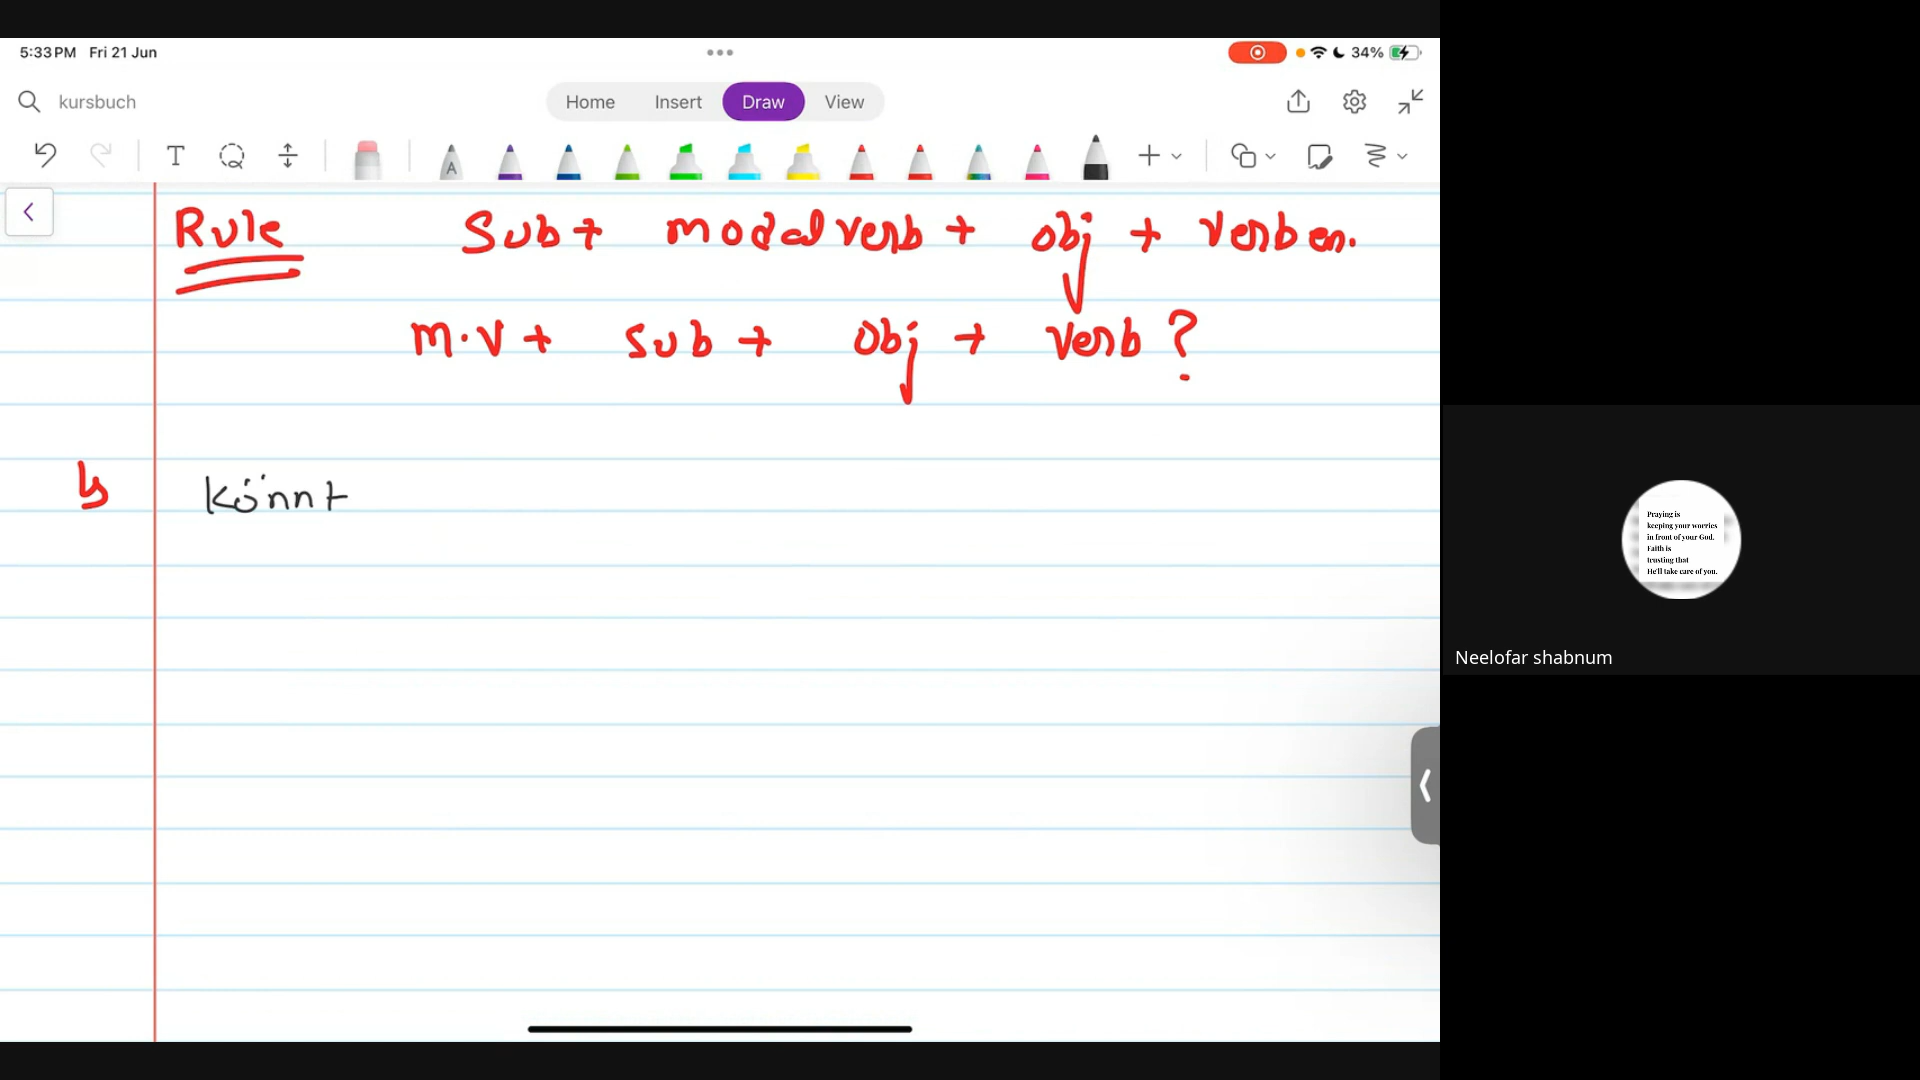 5:33 PM Fri 21 Jun
34%
kursbuch
Home Insert Draw View
T
A
Rule Sub + modal verb + obj + verb en.
m.v + sub + obj + verb ?
b könnt
Praying is
keeping your worries
in front of your God.
Faith is
trusting that
He'll take care of you.
Neelofar shabnum